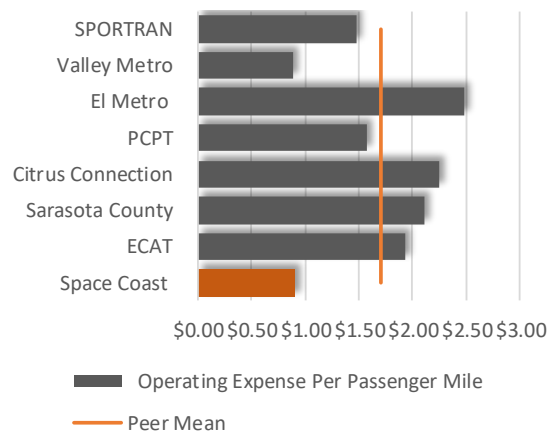 SPORTRAN
Valley Metro
El Metro
PCPT
Citrus Connection
Sarasota County
ECAT
Space Coast
$0.00 $0.50 $1.00 $1.50 $2.00 $2.50 $3.00
Operating Expense Per Passenger Mile
Peer Mean